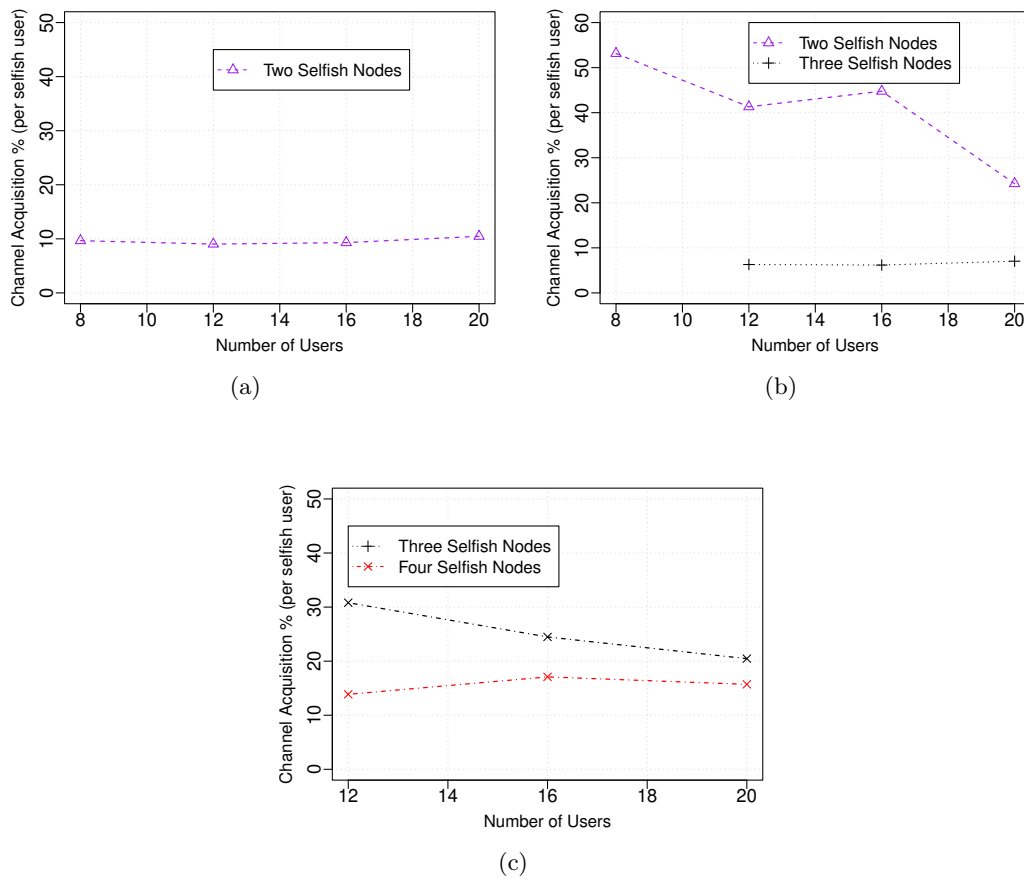 Channel Acquisition % (per selfish user)
50
40
30
20
10
0
Two Selfish Nodes
8 10 12 14 16 18 20
Number of Users
(a)
Channel Acquisition % (per selfish user)
60
50
40
30
20
10
0
Two Selfish Nodes
Three Selfish Nodes
8 10 12 14 16 18 20
Number of Users
(b)
Channel Acquisition % (per selfish user)
50
40
30
20
10
0
Three Selfish Nodes
Four Selfish Nodes
12 14 16 18 20
Number of Users
(c)